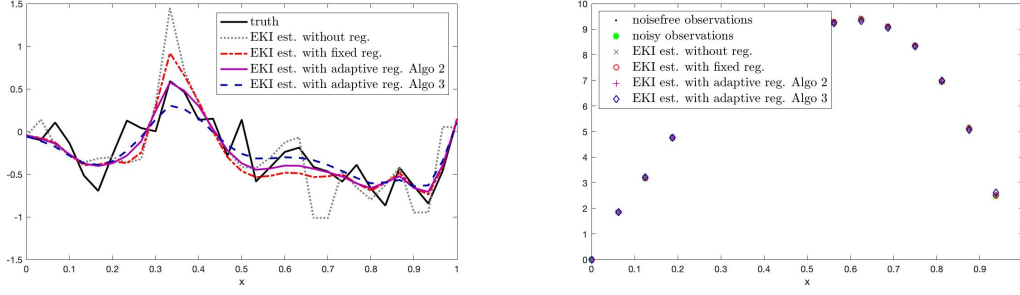 1.5
1
0.5
0
-0.5
-1
-1.5
truth
EKI est. without reg.
EKI est. with fixed reg.
EKI est. with adaptive reg. Algo 2
EKI est. with adaptive reg. Algo 3
0 0.1 0.2 0.3 0.4 0.5 0.6 0.7 0.8 0.9 1
x
10
9
8
7
6
5
4
3
2
1
0
noisefree observations
noisy observations
EKI est. without reg.
EKI est. with fixed reg.
EKI est. with adaptive reg. Algo 2
EKI est. with adaptive reg. Algo 3
0 0.1 0.2 0.3 0.4 0.5 0.6 0.7 0.8 0.9
x